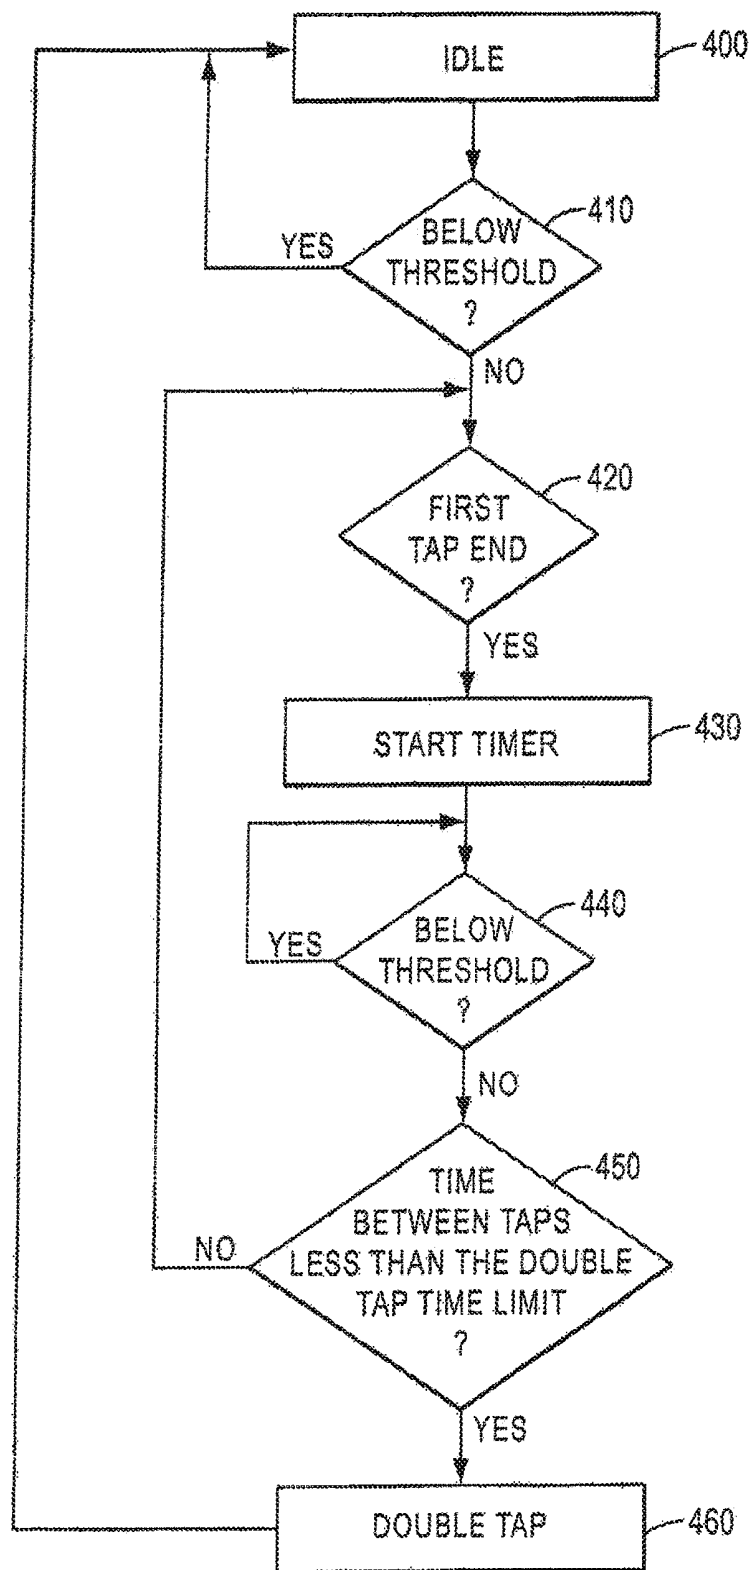 IDLE
400
BELOW
THRESHOLD
?
410
YES
NO
FIRST
TAP END
?
420
YES
START TIMER
430
BELOW
THRESHOLD
?
440
YES
NO
TIME
BETWEEN TAPS
LESS THAN THE DOUBLE
TAP TIME LIMIT
?
450
NO
YES
DOUBLE TAP
460